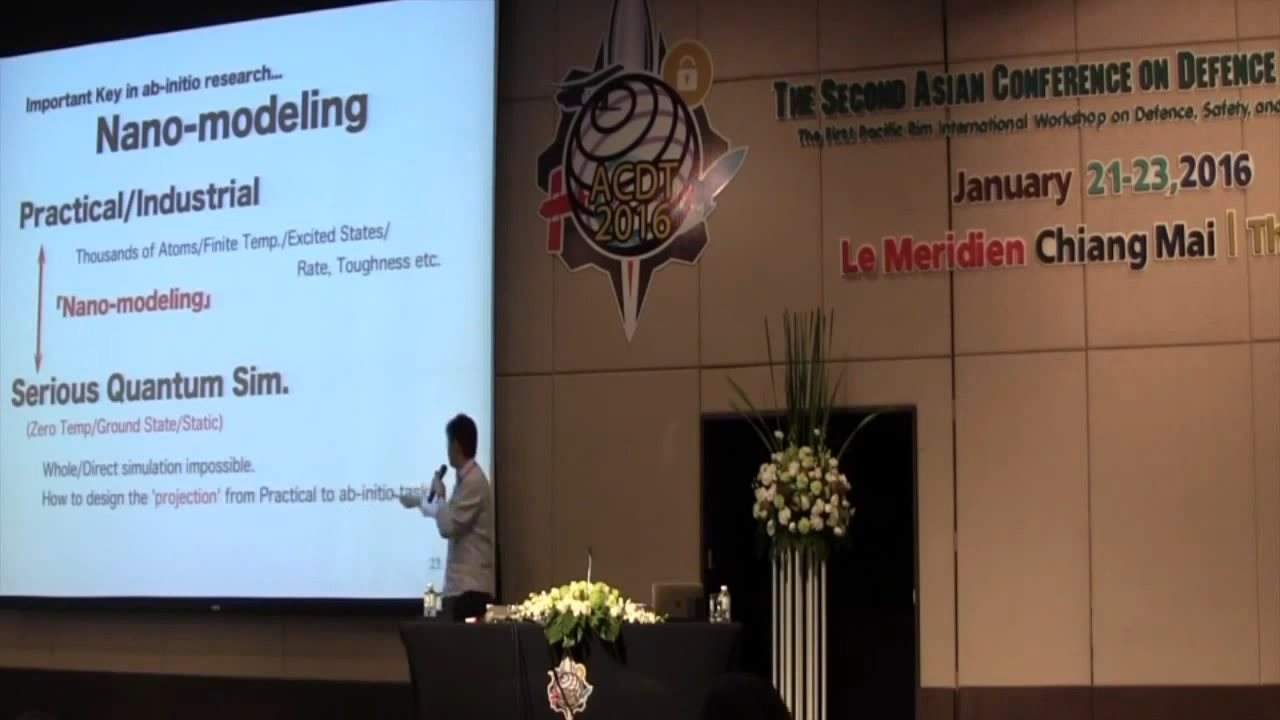 Important Key in ab-initio research...
Nano-modeling
Practical/Industrial
Thousands of Atoms/Finite Temp./Excited States/
Rate, Toughness etc.
「Nano-modeling」
Serious Quantum Sim.
(Zero Temp/Ground State/Static)
Whole/Direct simulation impossible.
How to design the 'projection' from Practical to ab-initio task
23
ACDT
2016
THE SECOND ASIAN CONFERENCE ON DEFENCE
The First Pacific-Rim International Workshop on Defence, Safety, and
January 21-23,2016
Le Meridien Chiang Mai | Th